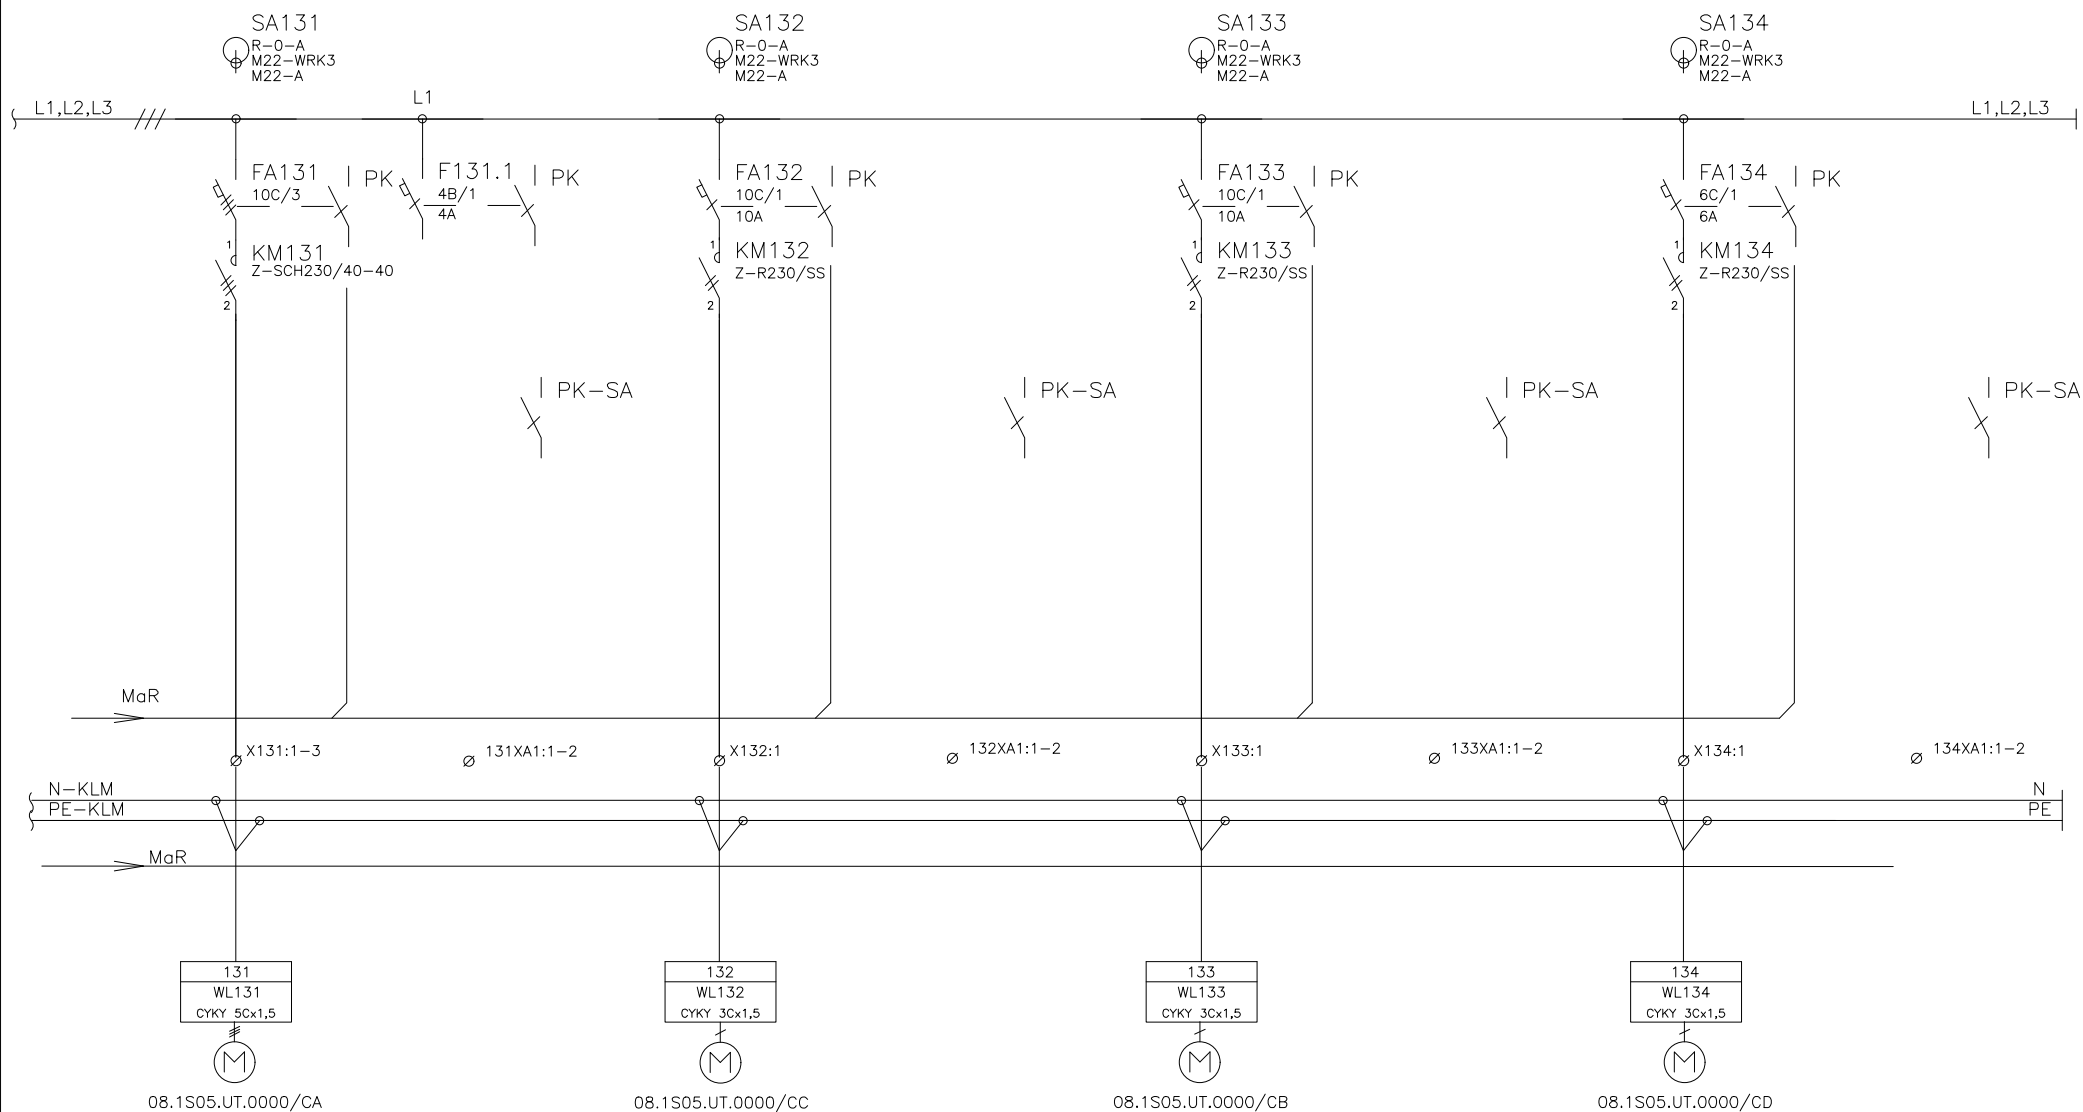 SA131
R-0-A
M22-WRK3
M22-A
SA132
R-0-A
M22-WRK3
M22-A
SA133
R-0-A
M22-WRK3
M22-A
SA134
R-0-A
M22-WRK3
M22-A
L1,L2,L3
L1
L1,L2,L3
FA131
10C/3
PK
F131.1
4B/1
4A
PK
FA132
10C/1
10A
PK
FA133
10C/1
10A
PK
FA134
6C/1
6A
PK
1
KM131
Z-SCH230/40-40
2
1
KM132
Z-R230/SS
2
1
KM133
Z-R230/SS
2
1
KM134
Z-R230/SS
2
PK-SA
PK-SA
PK-SA
PK-SA
MaR
X131:1-3
131XA1:1-2
X132:1
132XA1:1-2
X133:1
133XA1:1-2
X134:1
134XA1:1-2
N-KLM
N
PE-KLM
PE
MaR
131
WL131
CYKY 5Cx1,5
M
08.1S05.UT.0000/CA
132
WL132
CYKY 3Cx1,5
M
08.1S05.UT.0000/CC
133
WL133
CYKY 3Cx1,5
M
08.1S05.UT.0000/CB
134
WL134
CYKY 3Cx1,5
M
08.1S05.UT.0000/CD